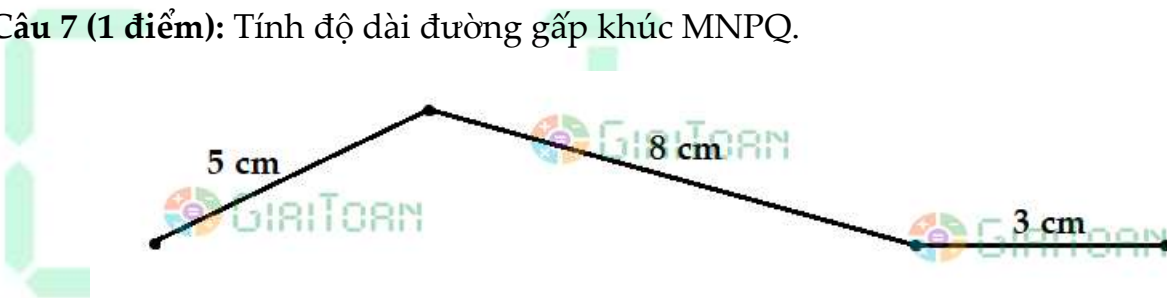 Câu 7 (1 điểm): Tính độ dài đường gấp khúc MNPQ.
GIAITOAN
5 cm
8 cm
GIAITOAN
3 cm
GIAITOAN